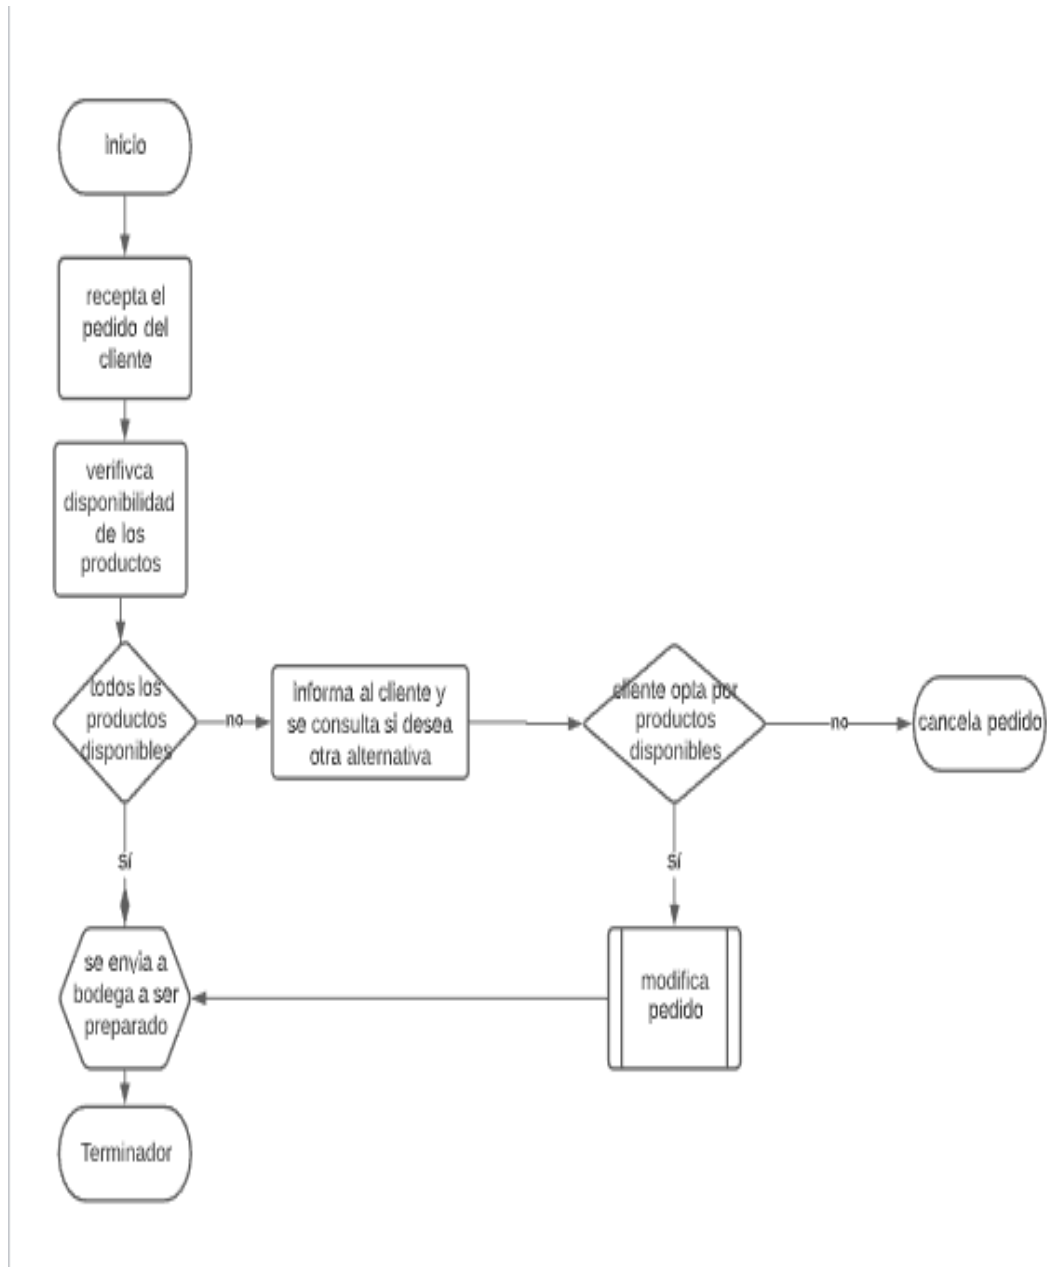 Inicio
recepta el
pedido del
cliente
verifivca
disponibilidad
de los
productos
todos los
productos
disponibles
no
informa al cliente y
se consulta si desea
otra alternativa
cliente opta por
productos
disponibles
no
cancela pedido
sí
sí
se envia a
bodega a ser
preparado
modifica
pedido
Terminador